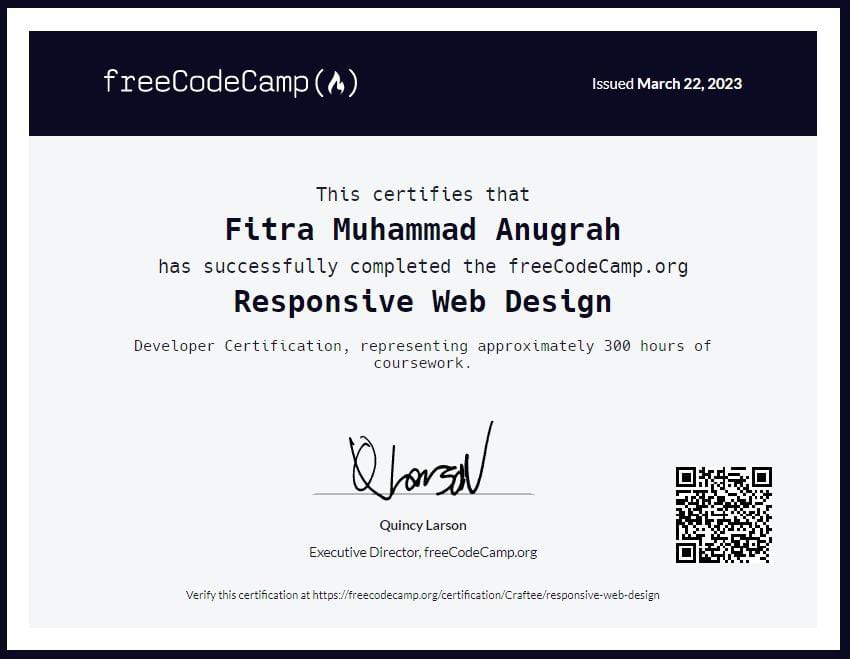 freeCodeCamp
Issued March 22, 2023
This certifies that
Fitra Muhammad Anugrah
has successfully completed the freeCodeCamp.org
Responsive Web Design
Developer Certification, representing approximately 300 hours of
coursework.
QLarson
Quincy Larson
Executive Director, freeCodeCamp.org
Verify this certification at https://freecodecamp.org/certification/Craftee/responsive-web-design